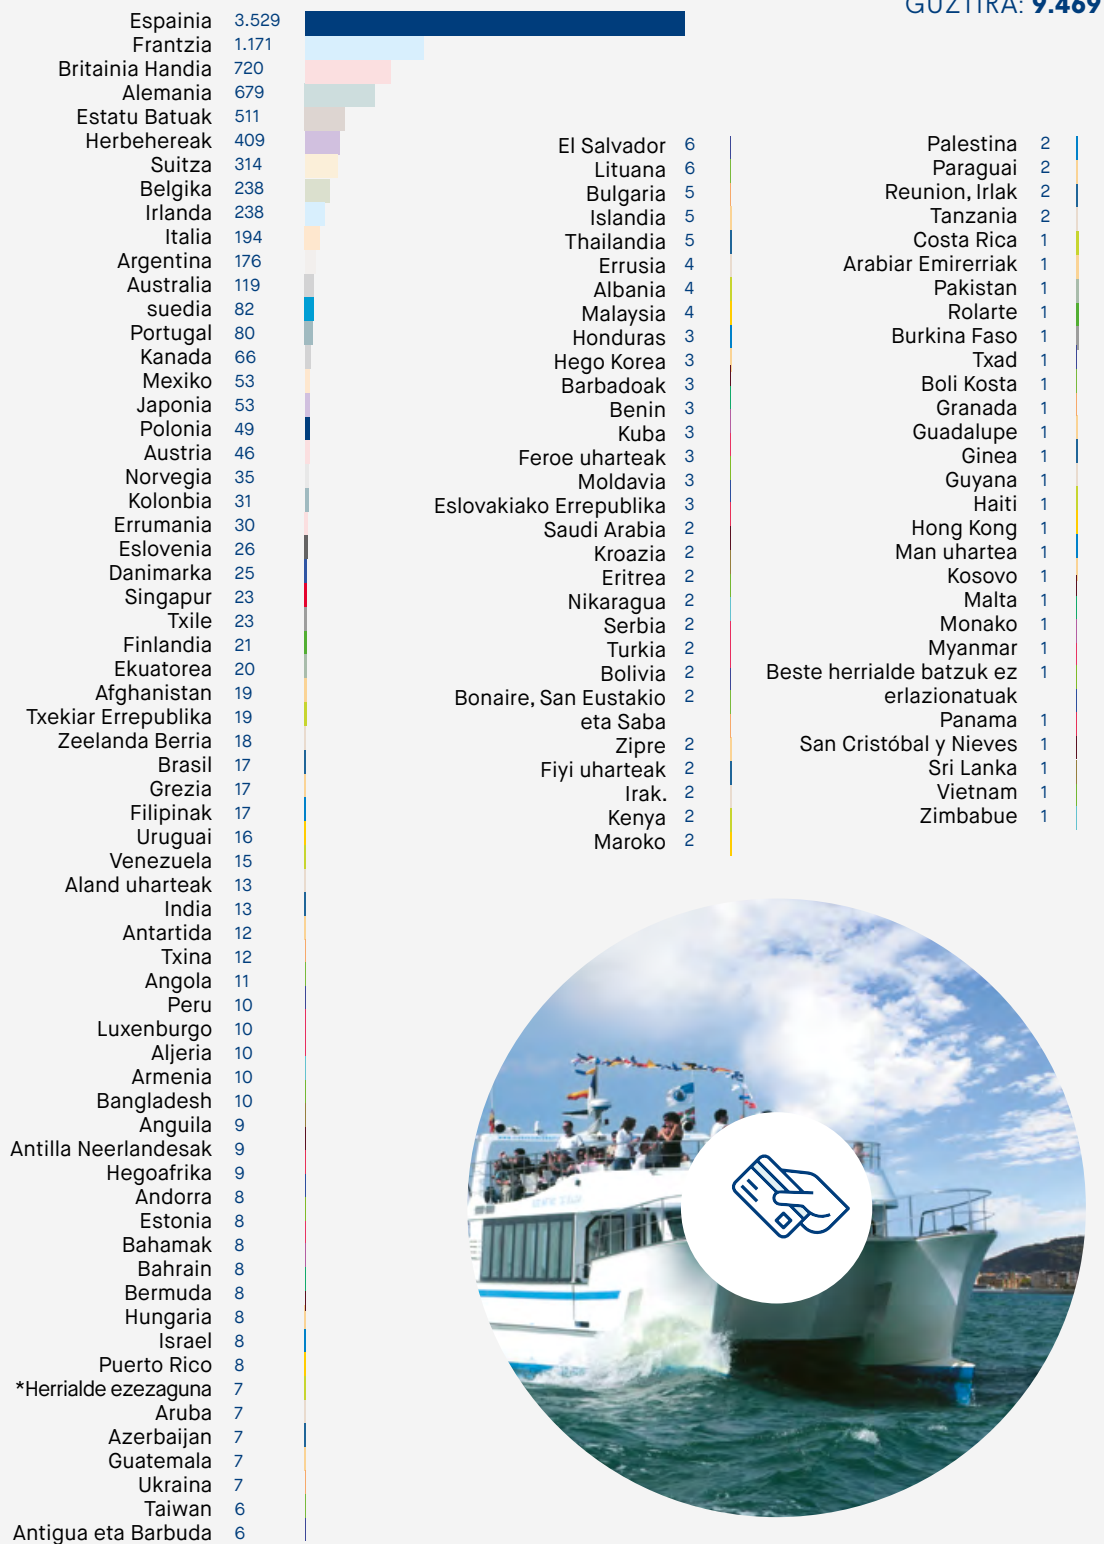 GUZTIRA: 9.469
Espainia 3.529
Frantzia 1.171
Britainia Handia 720
Alemania 679
Estatu Batuak 511
Herbehereak 409
Suitza 314
Belgika 238
Irlanda 238
Italia 194
Argentina 176
Australia 119
suedia 82
Portugal 80
Kanada 66
Mexiko 53
Japonia 53
Polonia 49
Austria 46
Norvegia 35
Kolonbia 31
Errumania 30
Eslovenia 26
Danimarka 25
Singapur 23
Txile 23
Finlandia 21
Ekuatorea 20
Afghanistan 19
Txekiar Errepublika 19
Zeelanda Berria 18
Brasil 17
Grezia 17
Filipinak 17
Uruguai 16
Venezuela 15
Aland uharteak 13
India 13
Antartida 12
Txina 12
Angola 11
Peru 10
Luxenburgo 10
Aljeria 10
Armenia 10
Bangladesh 10
Anguila 9
Antilla Neerlandesak 9
Hegoafrika 9
Andorra 8
Estonia 8
Bahamak 8
Bahrain 8
Bermuda 8
Hungaria 8
Israel 8
Puerto Rico 8
*Herrialde ezezaguna 7
Aruba 7
Azerbaijan 7
Guatemala 7
Ukraina 7
Taiwan 6
Antigua eta Barbuda 6
El Salvador 6
Lituana 6
Bulgaria 5
Islandia 5
Thailandia 5
Errusia 4
Albania 4
Malaysia 4
Honduras 3
Hego Korea 3
Barbadoak 3
Benin 3
Kuba 3
Feroe uharteak 3
Moldavia 3
Eslovakiako Errepublika 3
Saudi Arabia 2
Kroazia 2
Eritrea 2
Nikaragua 2
Serbia 2
Turkia 2
Bolivia 2
Bonaire, San Eustakio 2
eta Saba
Zipre 2
Fiyi uharteak 2
Irak. 2
Kenya 2
Maroko 2
Palestina 2
Paraguai 2
Reunion, Irlak 2
Tanzania 2
Costa Rica 1
Arabiar Emirerriak 1
Pakistan 1
Rolarte 1
Burkina Faso 1
Txad 1
Boli Kosta 1
Granada 1
Guadalupe 1
Ginea 1
Guyana 1
Haiti 1
Hong Kong 1
Man uhartea 1
Kosovo 1
Malta 1
Monako 1
Myanmar 1
Beste herrialde batzuk ez 1
erlazionatuak
Panama 1
San Cristóbal y Nieves 1
Sri Lanka 1
Vietnam 1
Zimbabue 1